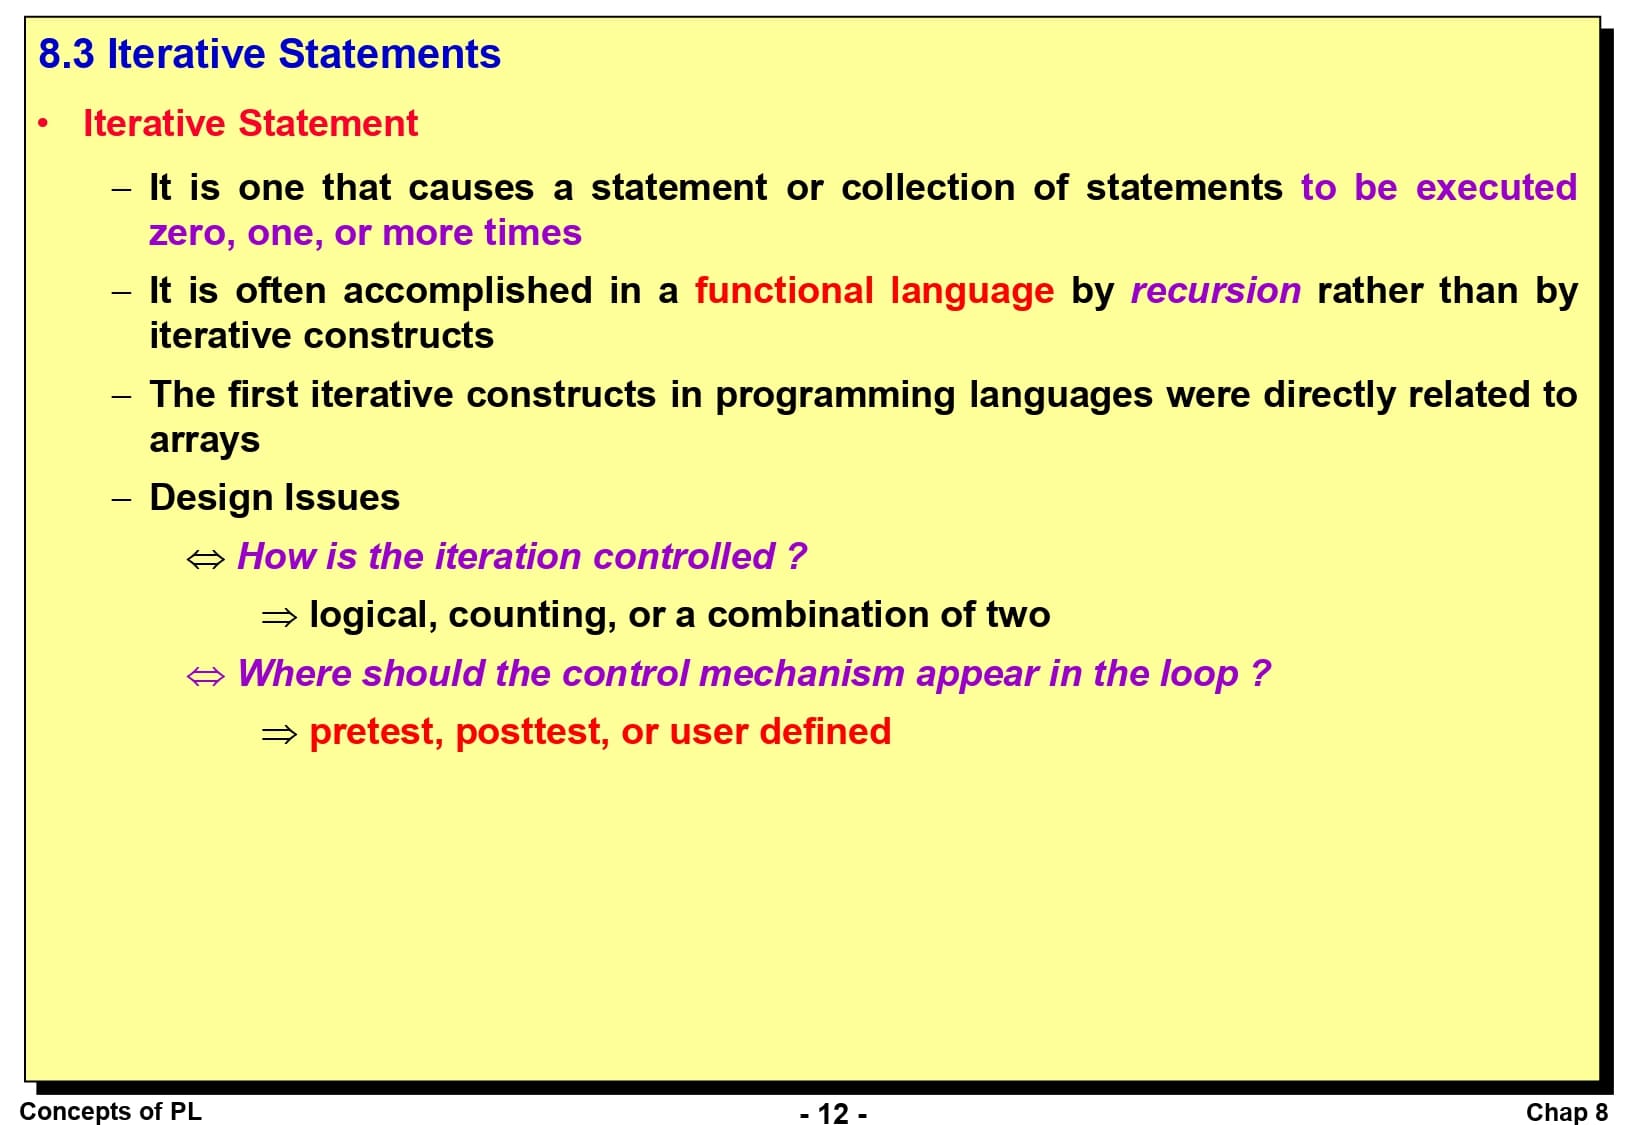 8.3 Iterative Statements
• Iterative Statement
– It is one that causes a statement or collection of statements to be executed
zero, one, or more times
– It is often accomplished in a functional language by recursion rather than by
iterative constructs
– The first iterative constructs in programming languages were directly related to
arrays
– Design Issues
⇔ How is the iteration controlled ?
⇒ logical, counting, or a combination of two
⇔ Where should the control mechanism appear in the loop ?
⇒ pretest, posttest, or user defined
Concepts of PL
- 12 -
Chap 8